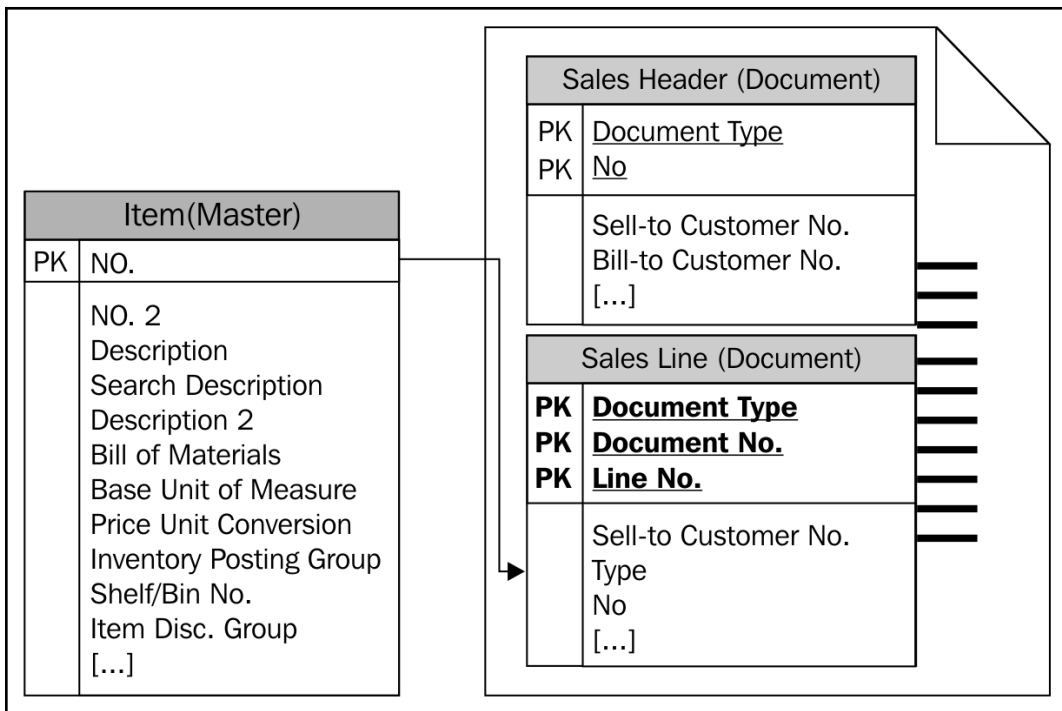 Item(Master)
PK NO.
NO. 2
Description
Search Description
Description 2
Bill of Materials
Base Unit of Measure
Price Unit Conversion
Inventory Posting Group
Shelf/Bin No.
Item Disc. Group
[...]
Sales Header (Document)
PK Document Type
PK No
Sell-to Customer No.
Bill-to Customer No.
[...]
Sales Line (Document)
PK Document Type
PK Document No.
PK Line No.
Sell-to Customer No.
Type
No
[...]